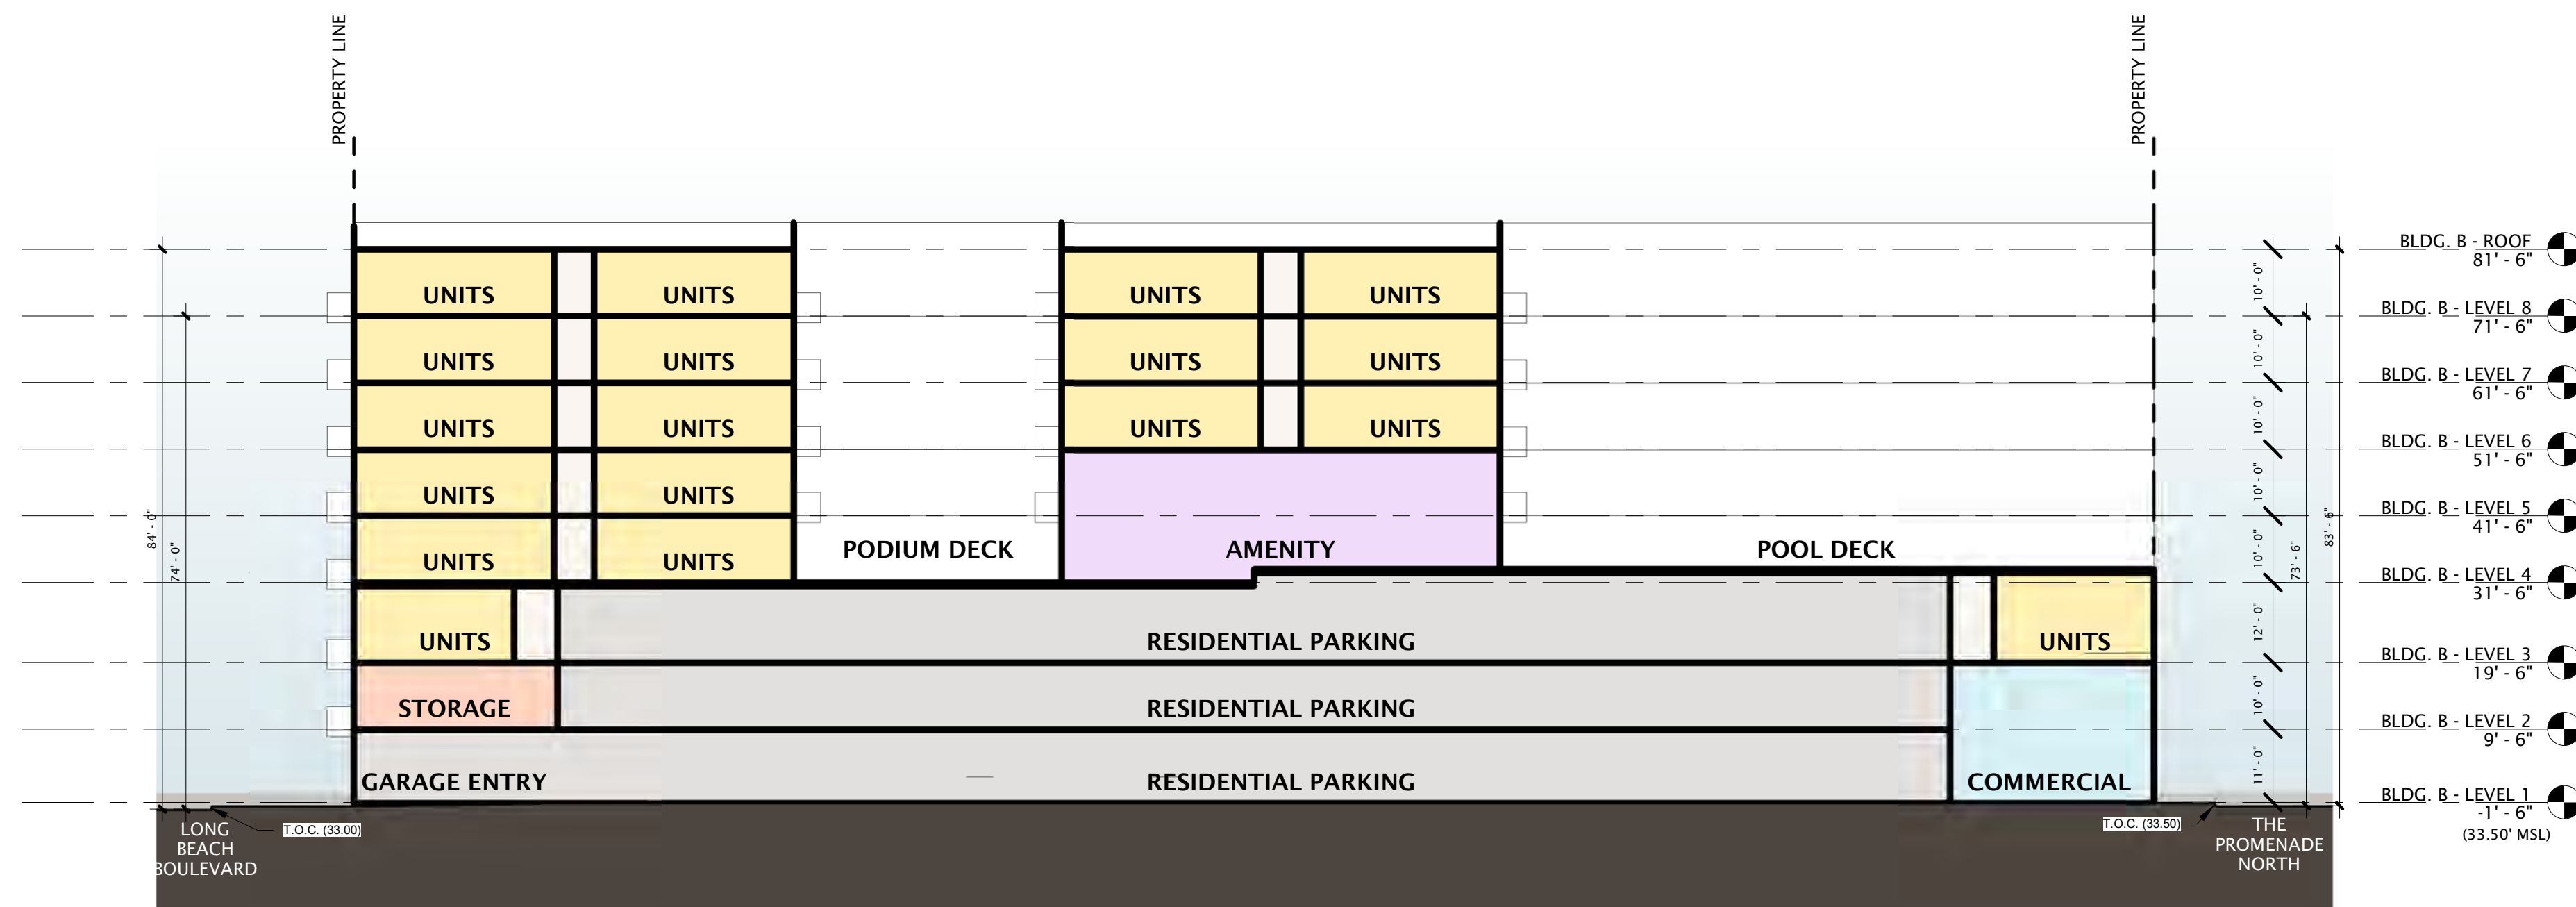 PROPERTY LINE
PROPERTY LINE
BLDG. B - ROOF
81' - 6"
10' - 0"
UNITS UNITS UNITS UNITS
BLDG. B - LEVEL 8
71' - 6"
10' - 0"
UNITS UNITS UNITS UNITS
BLDG. B - LEVEL 7
61' - 6"
10' - 0"
UNITS UNITS UNITS UNITS
BLDG. B - LEVEL 6
51' - 6"
10' - 0"
UNITS UNITS
BLDG. B - LEVEL 5
41' - 6"
84' - 0"
74' - 0"
10' - 0"
73' - 6"
83' - 6"
UNITS UNITS PODIUM DECK AMENITY POOL DECK
BLDG. B - LEVEL 4
31' - 6"
12' - 0"
UNITS RESIDENTIAL PARKING UNITS
BLDG. B - LEVEL 3
19' - 6"
10' - 0"
STORAGE RESIDENTIAL PARKING
BLDG. B - LEVEL 2
9' - 6"
11' - 0"
GARAGE ENTRY RESIDENTIAL PARKING COMMERCIAL
BLDG. B - LEVEL 1
-1' - 6"
(33.50' MSL)
LONG
BEACH
BOULEVARD
T.O.C. (33.00)
T.O.C. (33.50)
THE
PROMENADE
NORTH